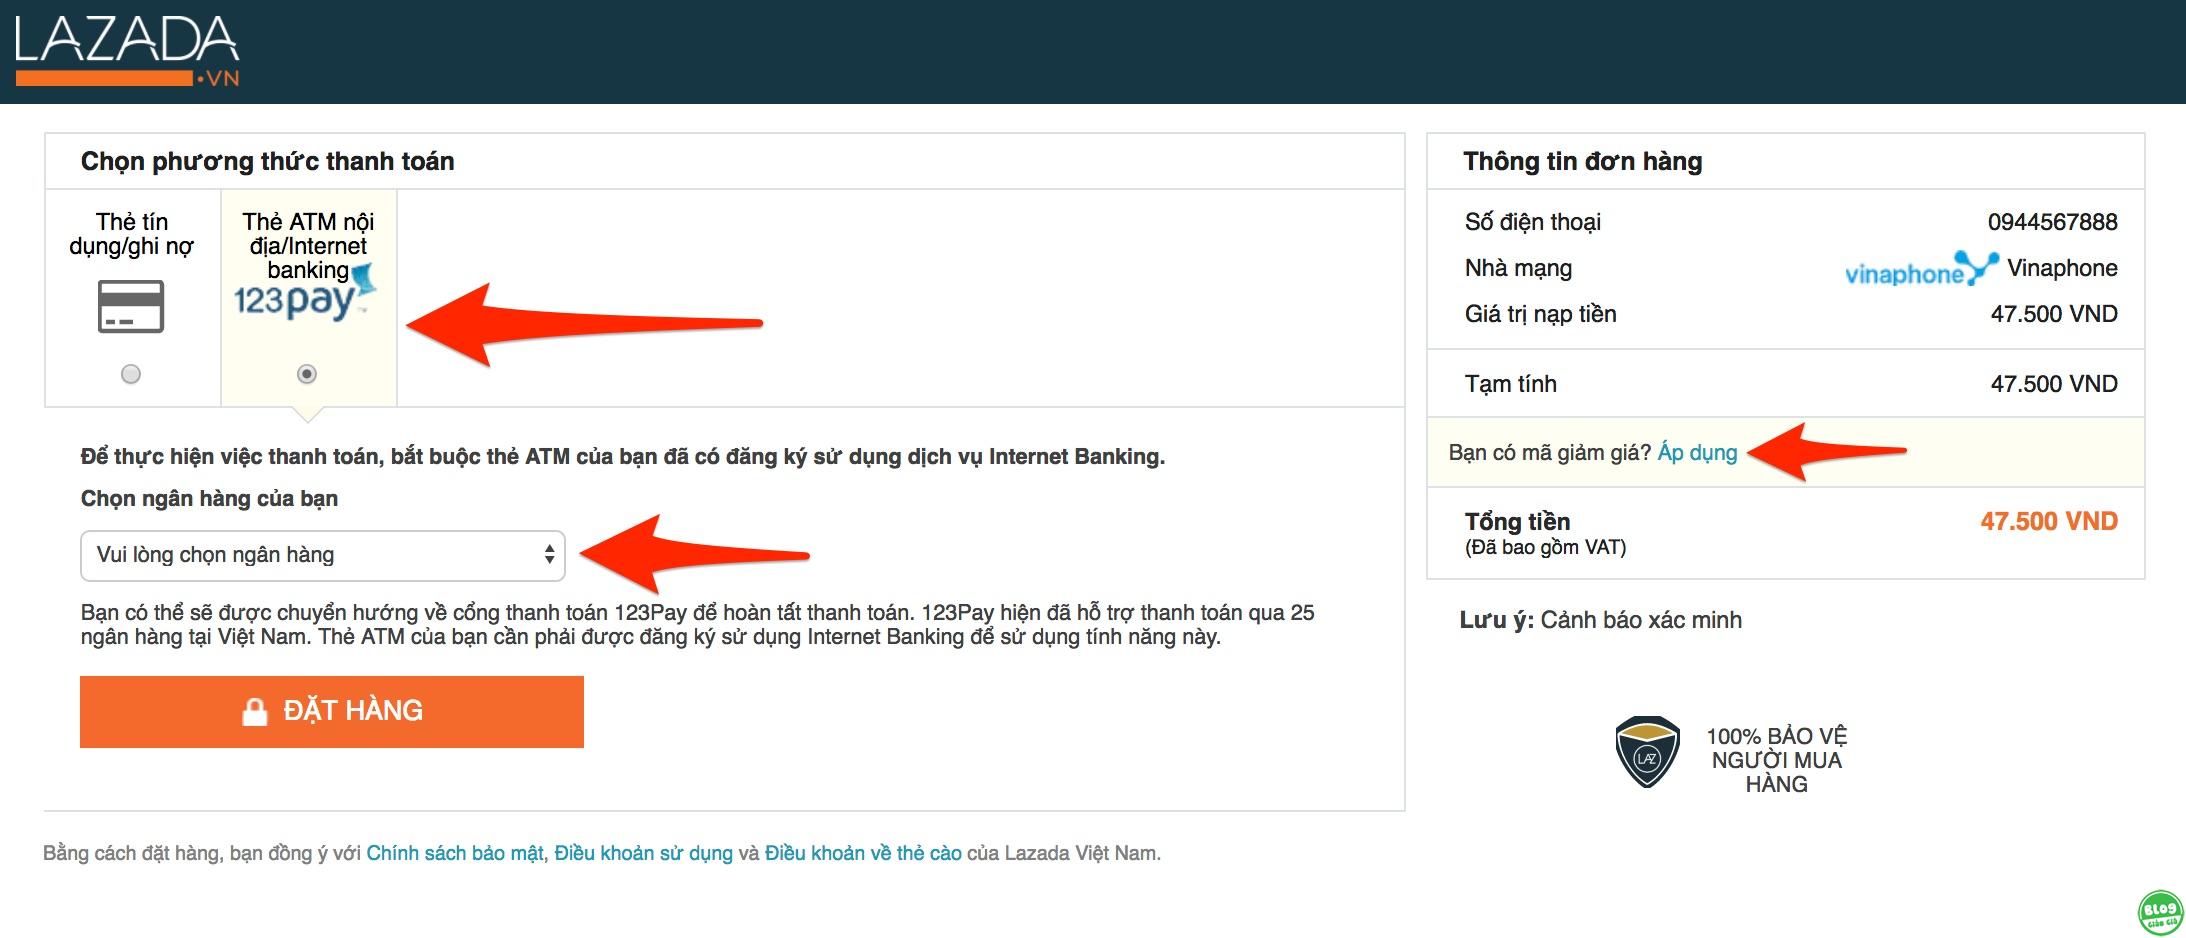 LAZADA
.VN
Chọn phương thức thanh toán
Thẻ tín
dụng/ghi nợ
Thẻ ATM nội
địa/Internet
banking
123pay
Để thực hiện việc thanh toán, bắt buộc thẻ ATM của bạn đã có đăng ký sử dụng dịch vụ Internet Banking.
Chọn ngân hàng của bạn
Vui lòng chọn ngân hàng
Bạn có thể sẽ được chuyển hướng về cổng thanh toán 123Pay để hoàn tất thanh toán. 123Pay hiện đã hỗ trợ thanh toán qua 25
ngân hàng tại Việt Nam. Thẻ ATM của bạn cần phải được đăng ký sử dụng Internet Banking để sử dụng tính năng này.
ĐẶT HÀNG
Thông tin đơn hàng
Số điện thoại 0944567888
Nhà mạng vinaphone Vinaphone
Giá trị nạp tiền 47.500 VND
Tạm tính 47.500 VND
Bạn có mã giảm giá? Áp dụng
Tổng tiền 47.500 VND
(Đã bao gồm VAT)
Lưu ý: Cảnh báo xác minh
LAZ
100% BẢO VỆ
NGƯỜI MUA
HÀNG
Bằng cách đặt hàng, bạn đồng ý với Chính sách bảo mật, Điều khoản sử dụng và Điều khoản về thẻ cào của Lazada Việt Nam.
BLOG
Giảo Giả